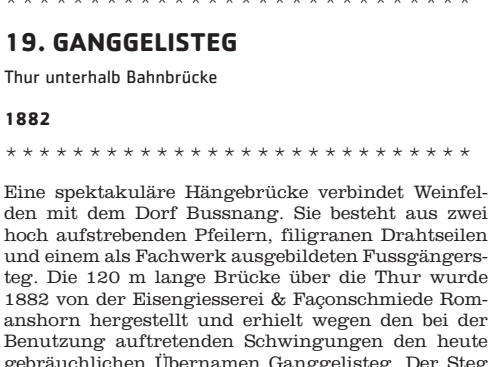 * * * * * * * * * * * * * * * * * * * * * * * * * * * *
19. GANGGELISTEG
Thur unterhalb Bahnbrücke
1882
* * * * * * * * * * * * * * * * * * * * * * * * * * * *
Eine spektakuläre Hängebrücke verbindet Weinfel-
den mit dem Dorf Bussnang. Sie besteht aus zwei
hoch aufstrebenden Pfeilern, filigranen Drahtseilen
und einem als Fachwerk ausgebildeten Fussgängers-
teg. Die 120 m lange Brücke über die Thur wurde
1882 von der Eisengiesserei & Façonschmiede Rom-
anshorn hergestellt und erhielt wegen den bei der
Benutzung auftretenden Schwingungen den heute
gebräuchlichen Übernamen Ganggelisteg. Der Steg